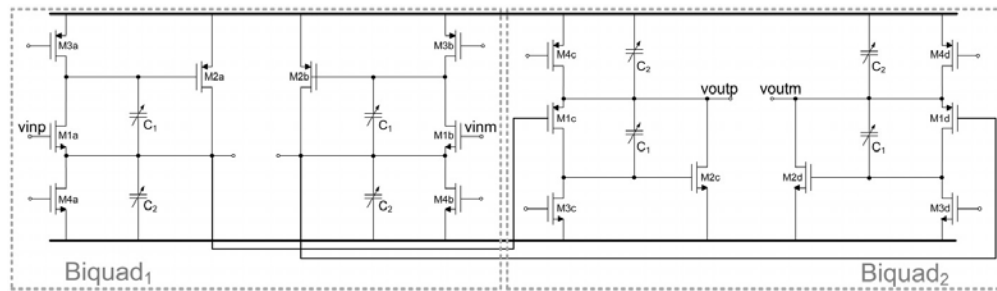 M3a
M3b
M4c
C2
C2
M4d
M2a
M2b
voutp
voutm
vinp
M1a
C1
C1
M1b
vinm
M1c
C1
C1
M1d
M4a
C2
C2
M4b
M3c
M2c
M2d
M3d
Biquad1
Biquad2